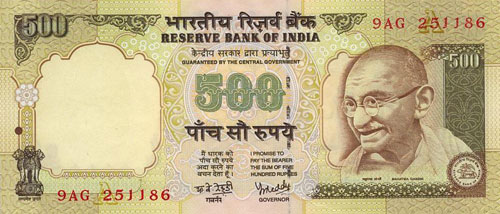 500
भारतीय रिज़र्व बैंक
RESERVE BANK OF INDIA
9AG 251186
केन्द्रीय सरकार द्वारा प्रत्याभूत
GUARANTEED BY THE CENTRAL GOVERNMENT
500
500
पाँच सौ रुपये
मैं धारक को
पाँच सौ रुपये
अदा करने का
वचन देता हूँ
I PROMISE TO
PAY THE BEARER
THE SUM OF FIVE
HUNDRED RUPEES
गवर्नर
GOVERNOR
महात्मा गांधी MAHATMA GANDHI
9AG 251186